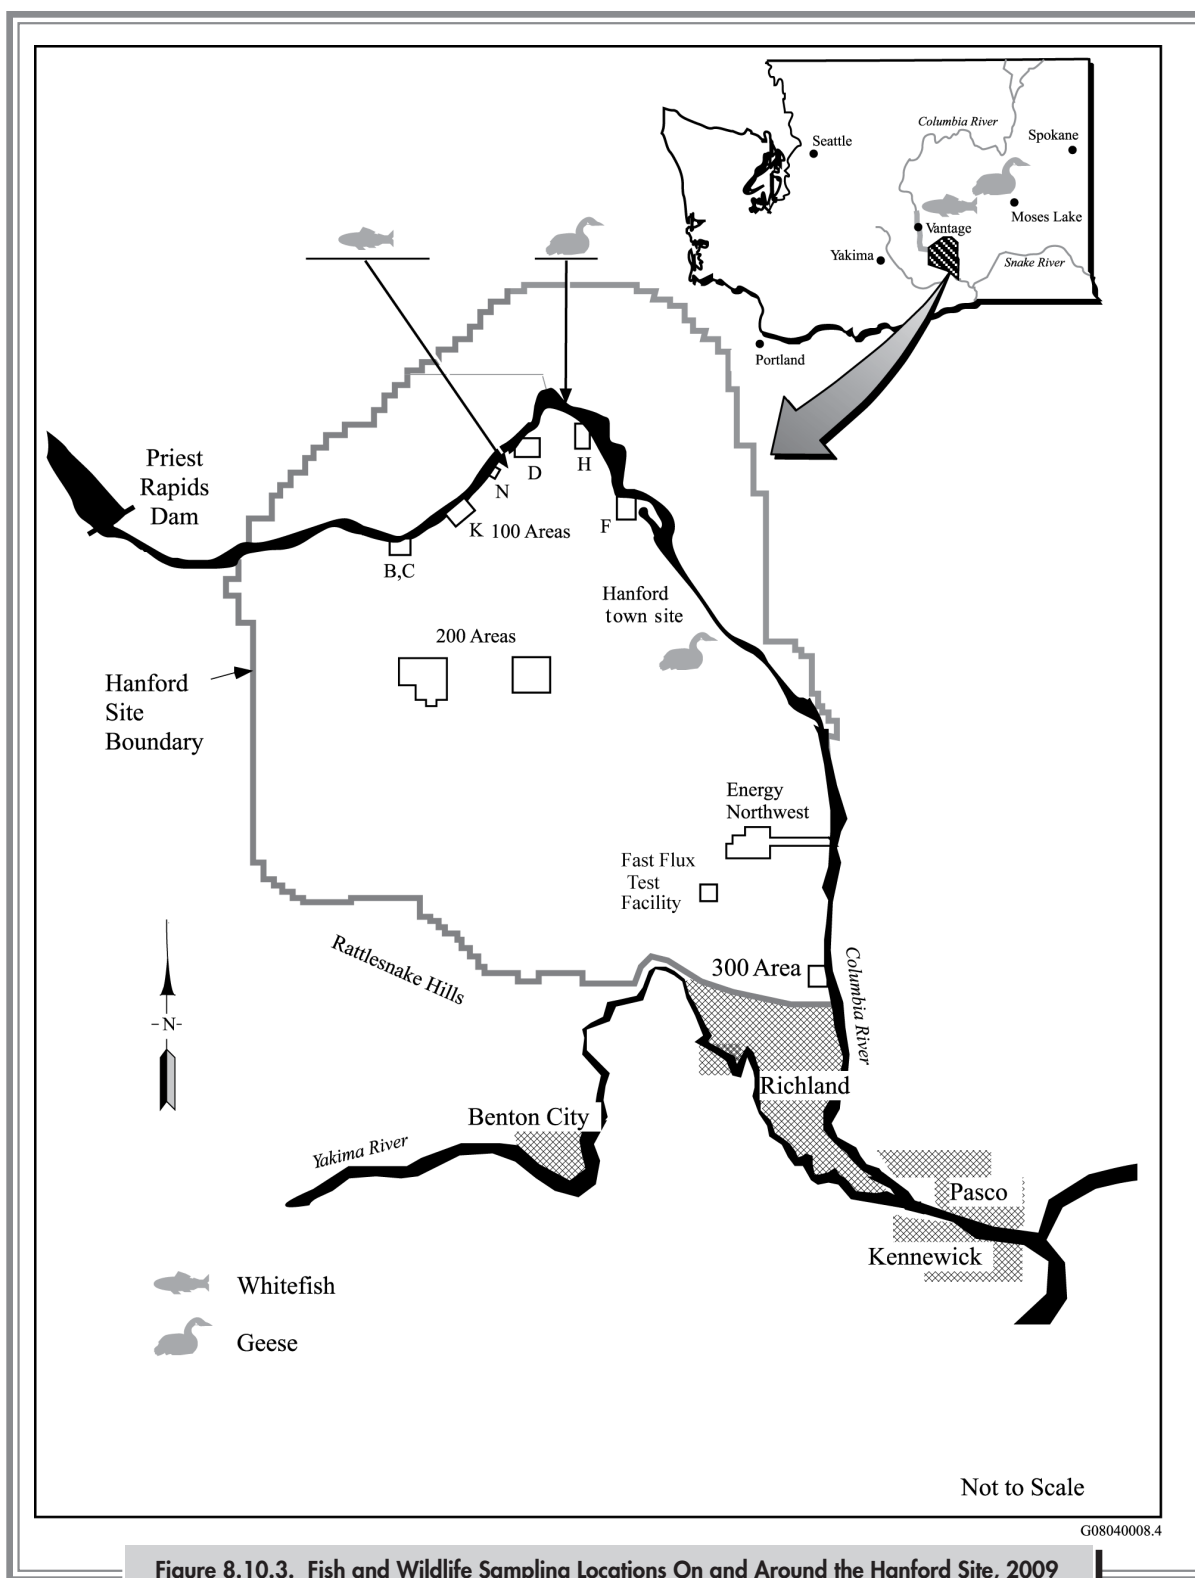 Columbia River
Seattle
Spokane
Moses Lake
Vantage
Yakima
Snake River
Portland
Priest
Rapids
Dam
D
H
N
K 100 Areas
F
B,C
Hanford
town site
200 Areas
Hanford
Site
Boundary
Energy
Northwest
Fast Flux
Test
Facility
Rattlesnake Hills
300 Area
Columbia River
-N-
Richland
Benton City
Yakima River
Pasco
Kennewick
Whitefish
Geese
Not to Scale
G08040008.4
Figure 8.10.3. Fish and Wildlife Sampling Locations On and Around the Hanford Site, 2009